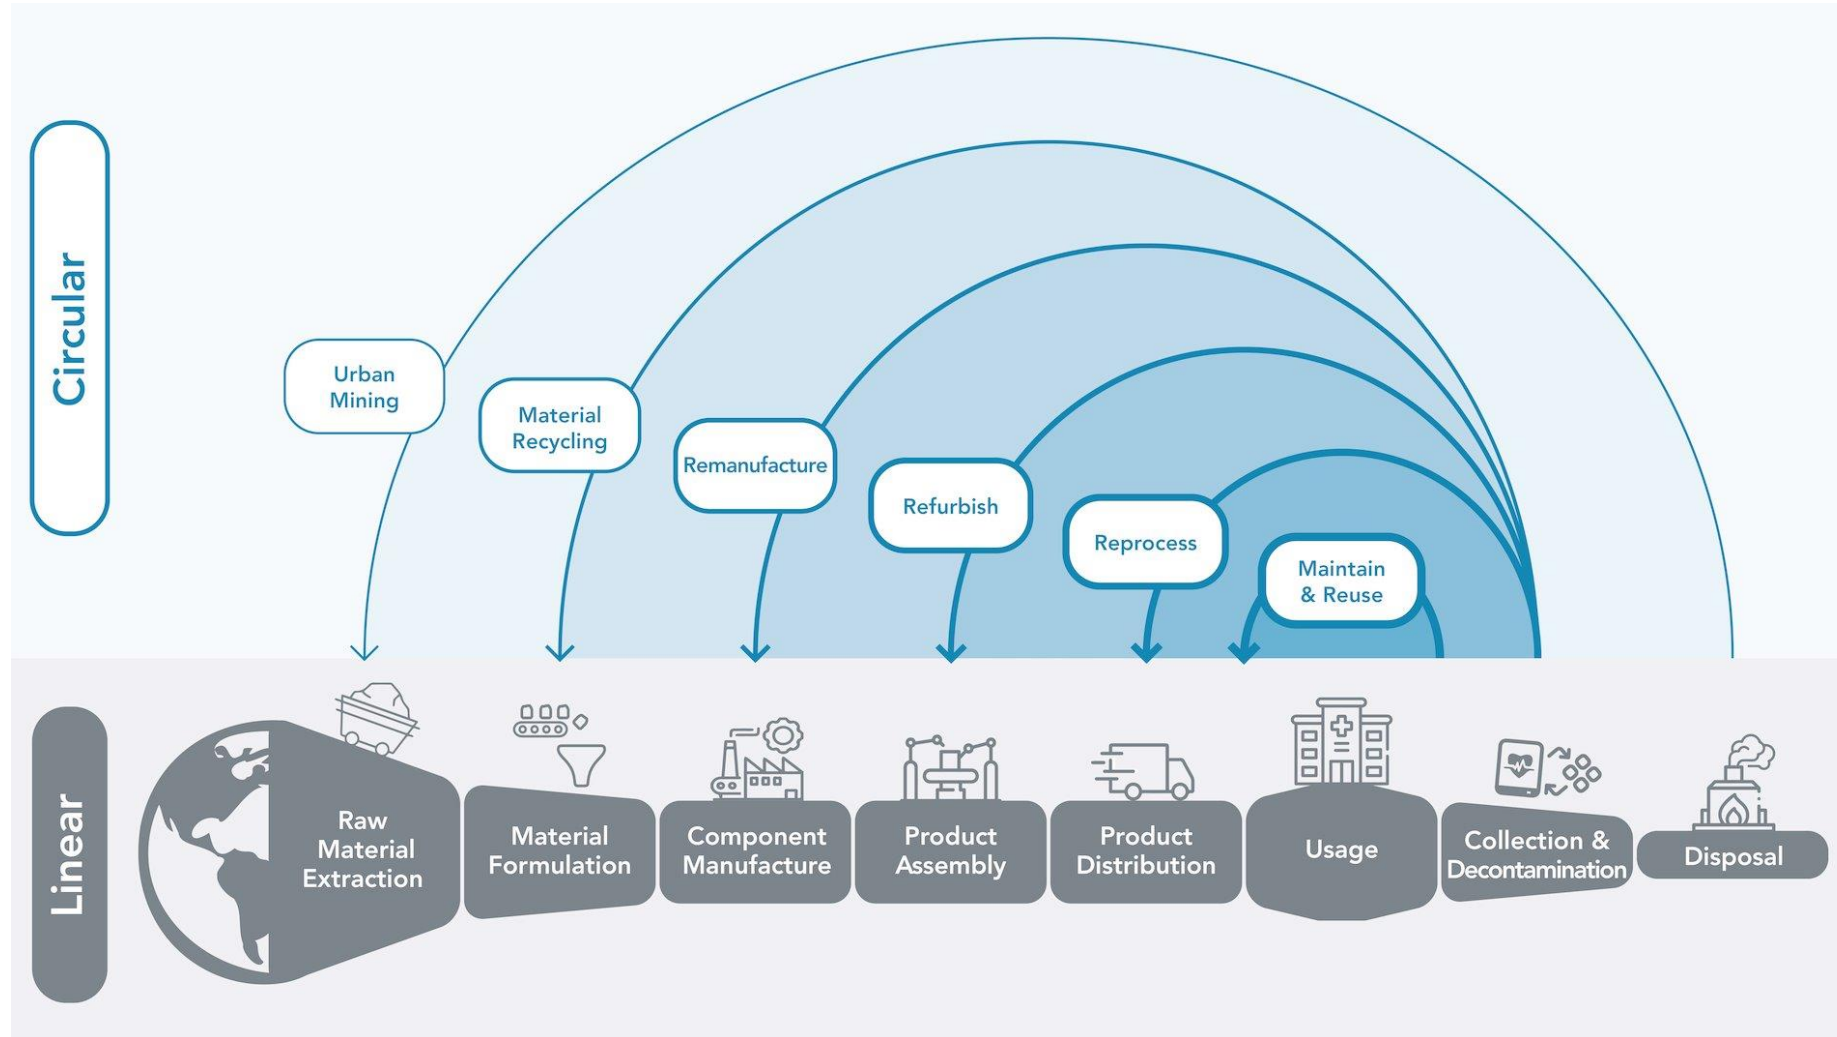 Circular
Urban
Mining
Material
Recycling
Remanufacture
Refurbish
Reprocess
Maintain
& Reuse
Linear
Raw
Material
Extraction
Material
Formulation
Component
Manufacture
Product
Assembly
Product
Distribution
Usage
Collection &
Decontamination
Disposal